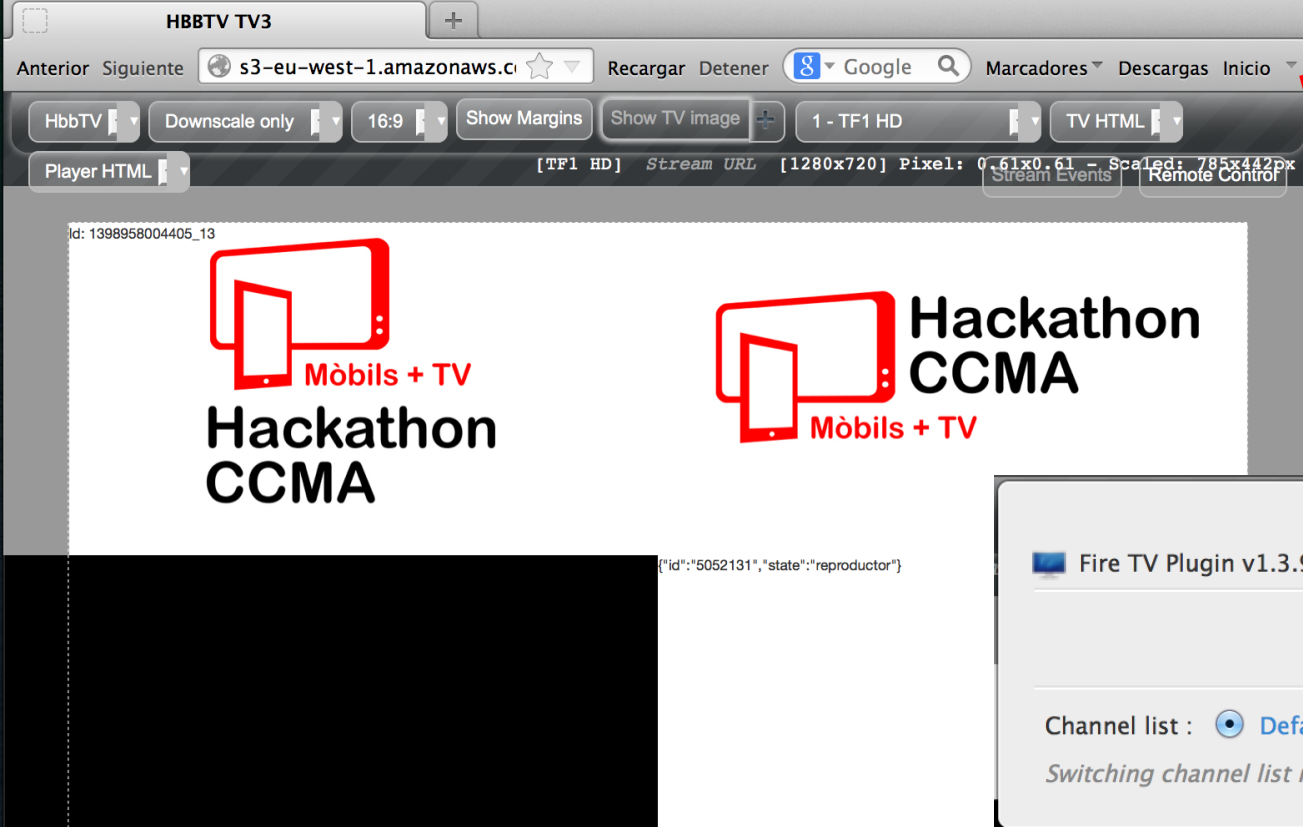 HBBTV TV3
Anterior Siguiente s3-eu-west-1.amazonaws.c Recargar Detener Google Marcadores Descargas Inicio
HbbTV Downscale only 16:9 Show Margins Show TV image 1 - TF1 HD TV HTML
Player HTML [TF1 HD] Stream URL [1280x720] Pixel: 0.61x0.61 - Scaled: 785x442px
Stream Events Remote Control
Id: 1398958004405_13
Mòbils + TV
Hackathon
CCMA
Hackathon
CCMA
Mòbils + TV
{"id":"5052131","state":"reproductor"}
Fire TV Plugin v1.3.9
Channel list : Defa
Switching channel list